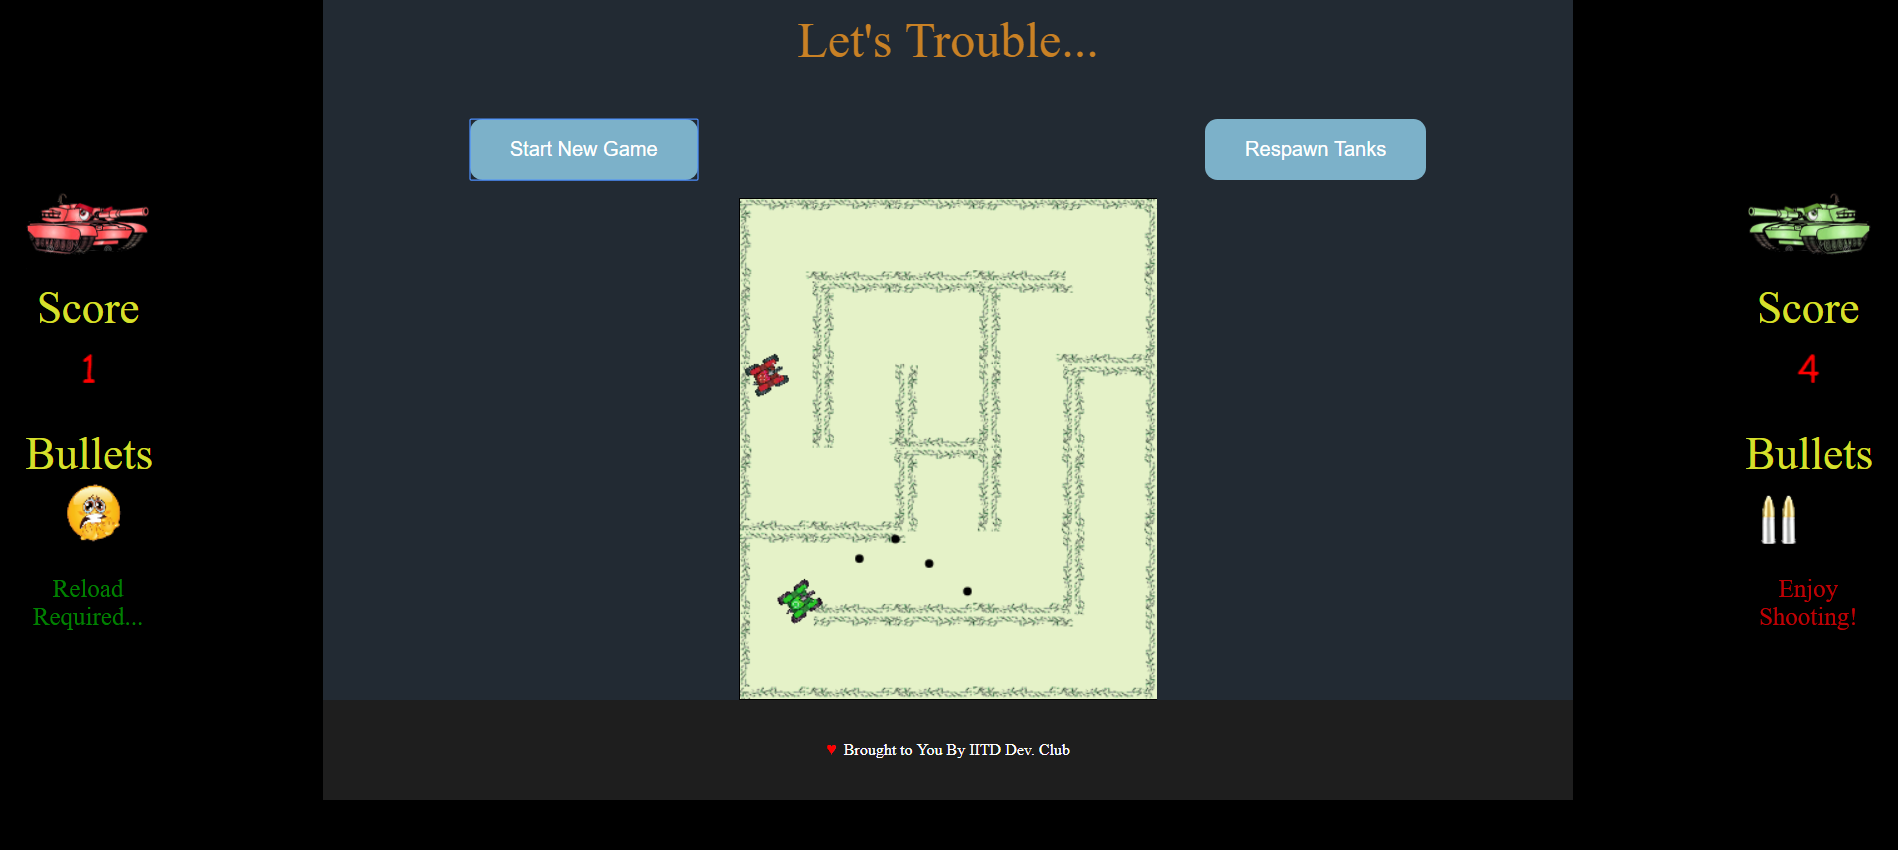 Let's Trouble...
Start New Game
Respawn Tanks
Score
1
Bullets
Reload
Required...
Score
4
Bullets
Enjoy
Shooting!
♥ Brought to You By IITD Dev. Club